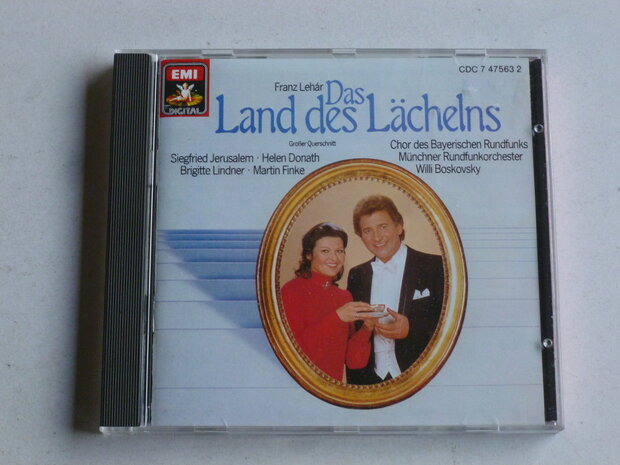 EMI
DIGITAL
CDC 7 47563 2
Franz Lehár
Das
Land des Lächelns
Großer Querschnitt
Siegfried Jerusalem · Helen Donath
Brigitte Lindner · Martin Finke
Chor des Bayerischen Rundfunks
Münchner Rundfunkorchester
Willi Boskovsky